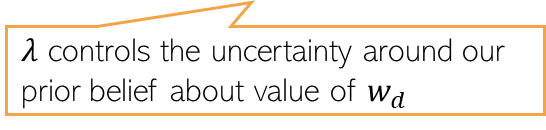 λ controls the uncertainty around our
prior belief about value of w_d